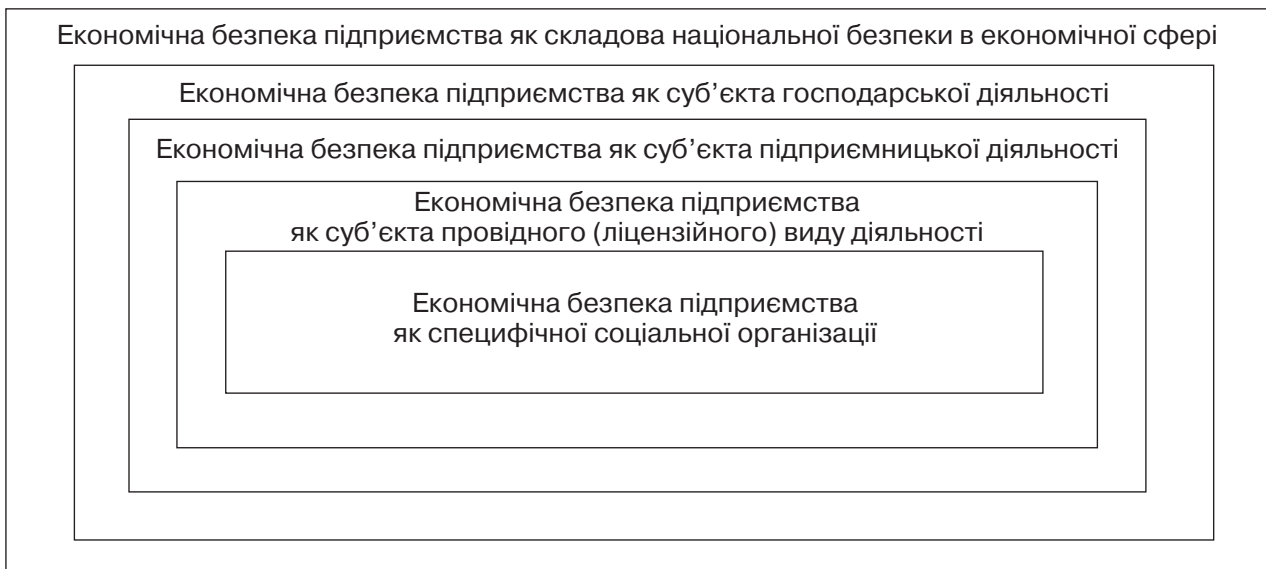 Економічна безпека підприємства як складова національної безпеки в економічної сфері
Економічна безпека підприємства як суб’єкта господарської діяльності
Економічна безпека підприємства як суб’єкта підприємницької діяльності
Економічна безпека підприємства
як суб’єкта провідного (ліцензійного) виду діяльності
Економічна безпека підприємства
як специфічної соціальної організації